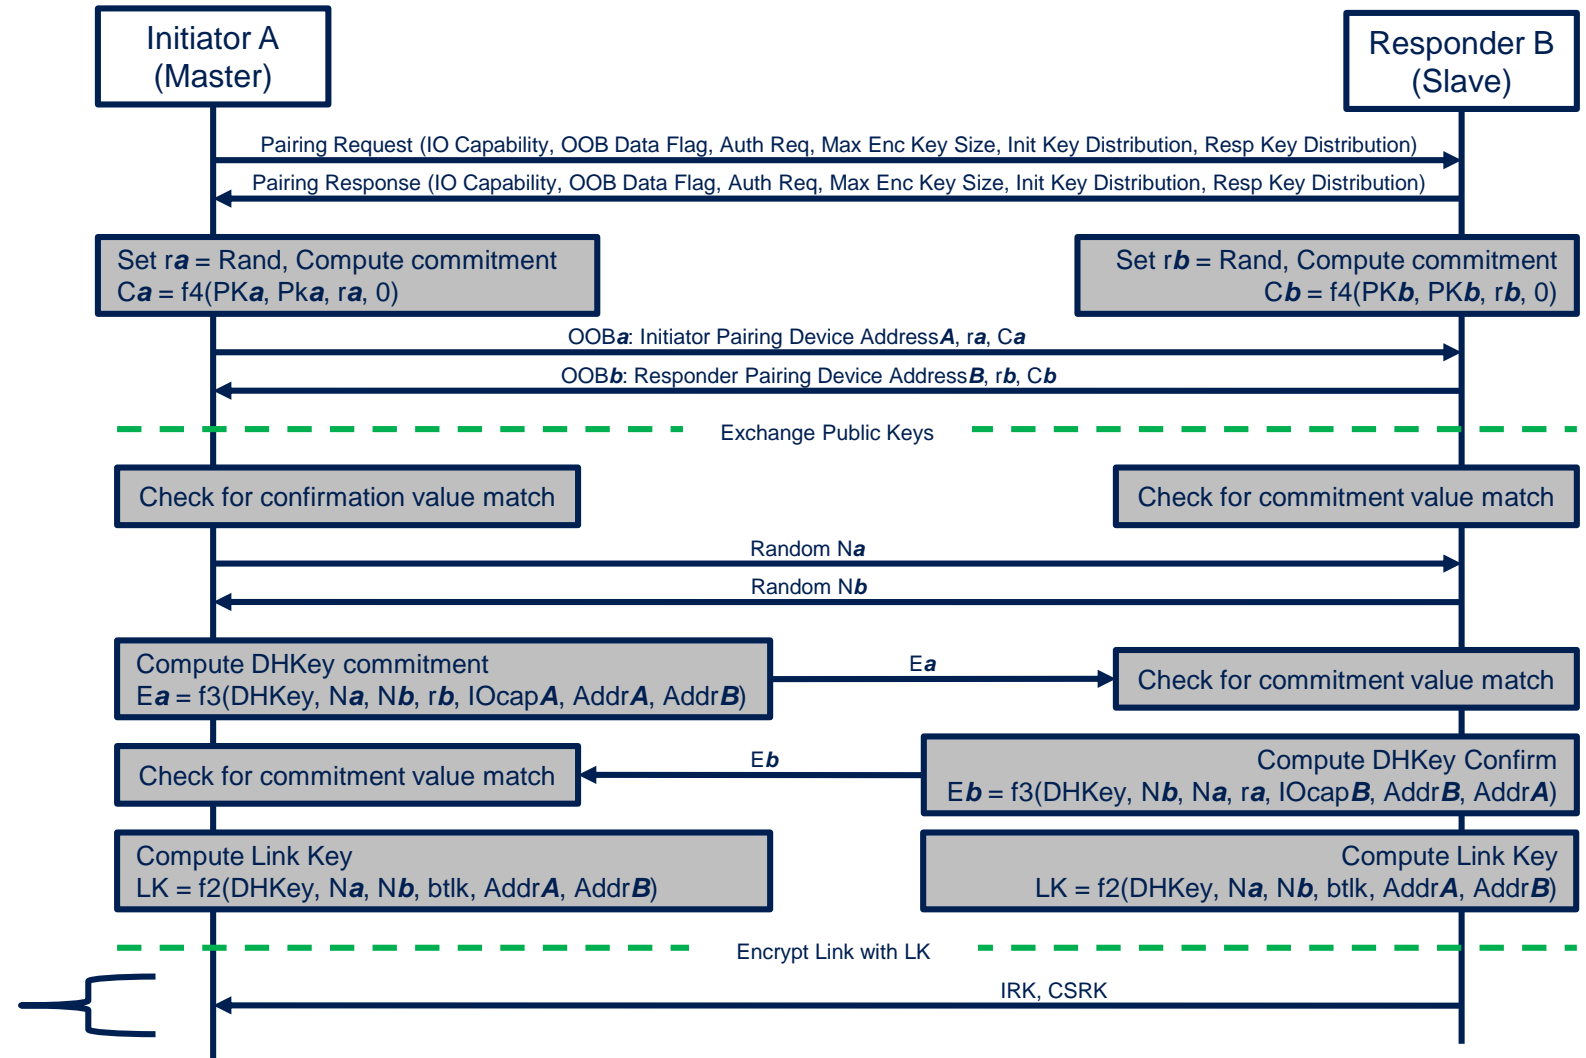 Initiator A
(Master)
Responder B
(Slave)
Pairing Request (IO Capability, OOB Data Flag, Auth Req, Max Enc Key Size, Init Key Distribution, Resp Key Distribution)
Pairing Response (IO Capability, OOB Data Flag, Auth Req, Max Enc Key Size, Init Key Distribution, Resp Key Distribution)
Set ra = Rand, Compute commitment
Ca = f4(PKa, Pka, ra, 0)
Set rb = Rand, Compute commitment
Cb = f4(PKb, PKb, rb, 0)
OOBa: Initiator Pairing Device AddressA, ra, Ca
OOBb: Responder Pairing Device AddressB, rb, Cb
Exchange Public Keys
Check for confirmation value match
Check for commitment value match
Random Na
Random Nb
Compute DHKey commitment
Ea = f3(DHKey, Na, Nb, rb, IOcapA, AddrA, AddrB)
Ea
Check for commitment value match
Check for commitment value match
Eb
Compute DHKey Confirm
Eb = f3(DHKey, Nb, Na, ra, IOcapB, AddrB, AddrA)
Compute Link Key
LK = f2(DHKey, Na, Nb, btlk, AddrA, AddrB)
Compute Link Key
LK = f2(DHKey, Na, Nb, btlk, AddrA, AddrB)
Encrypt Link with LK
IRK, CSRK